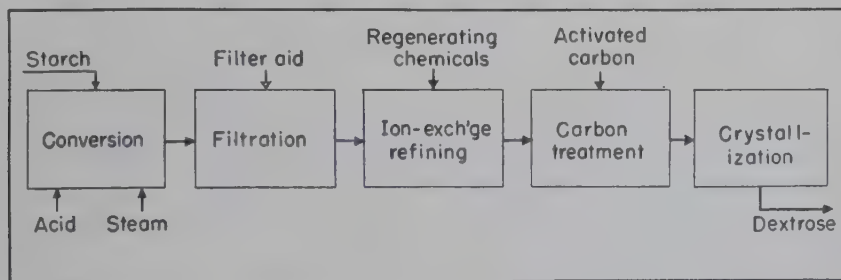 Starch
Filter aid
Regenerating
chemicals
Activated
carbon
Conversion
Filtration
Ion-exch'ge
refining
Carbon
treatment
Crystall-
ization
Acid
Steam
Dextrose